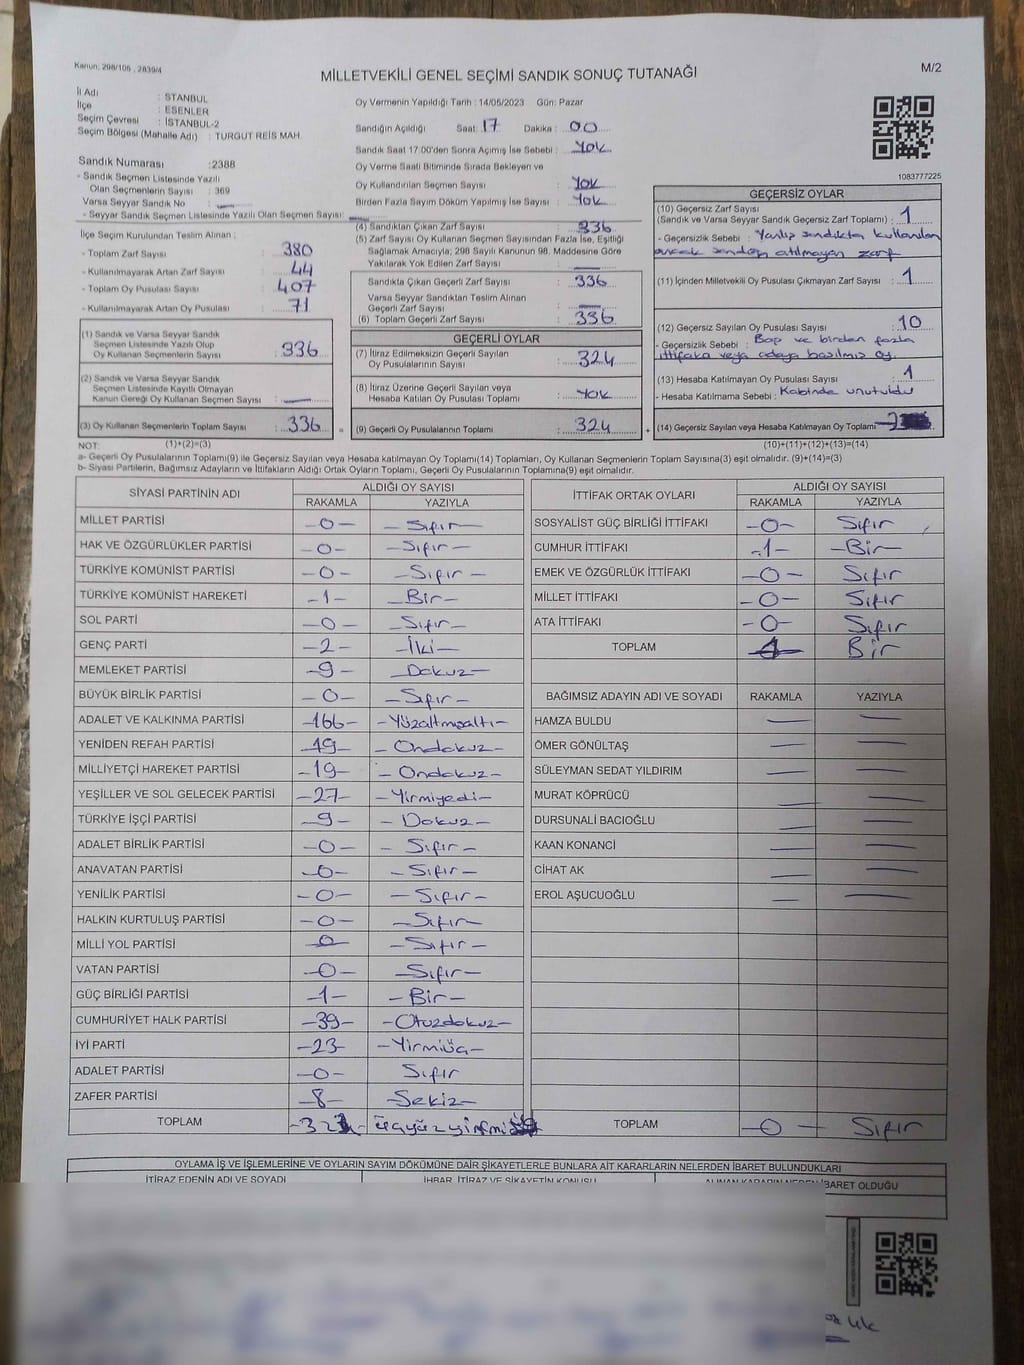 Kanun: 298/105 , 2839/4
MİLLETVEKİLİ GENEL SEÇİMİ SANDIK SONUÇ TUTANAĞI
M/2
İl Adı : STANBUL
İlçe : ESENLER
Seçim Çevresi : İSTANBUL-2
Seçim Bölgesi (Mahalle Adı) : TURGUT REİS MAH.
Sandık Numarası :2388
- Sandık Seçmen Listesinde Yazılı
Olan Seçmenlerin Sayısı : 369
Varsa Seyyar Sandık No :
- Seyyar Sandık Seçmen Listesinde Yazılı Olan Seçmen Sayısı:
İlçe Seçim Kurulundan Teslim Alınan :
- Toplam Zarf Sayısı : 380
- Kullanılmayarak Artan Zarf Sayısı : 44
- Toplam Oy Pusulası Sayısı : 407
- Kullanılmayarak Artan Oy Pusulası : 71
(1) Sandık ve Varsa Seyyar Sandık
Seçmen Listesinde Yazılı Olup
Oy Kullanan Seçmenlerin Sayısı : 336
(2) Sandık ve Varsa Seyyar Sandık
Seçmen Listesinde Kayıtlı Olmayan
Kanun Gereği Oy Kullanan Seçmen Sayısı :
(3) Oy Kullanan Seçmenlerin Toplam Sayısı : 336
Oy Vermenin Yapıldığı Tarih : 14/05/2023 Gün: Pazar
Sandığın Açıldığı Saat: 17 Dakika : 00
Sandık Saat 17:00'den Sonra Açımış İse Sebebi : Yok
Oy Verme Saati Bitiminde Sırada Bekleyen ve
Oy Kullandırılan Seçmen Sayısı : Yok
Birden Fazla Sayım Döküm Yapılmış İse Sayısı : Yok
(4) Sandıktan Çıkan Zarf Sayısı : 336
(5) Zarf Sayısı Oy Kullanan Seçmen Sayısından Fazla İse, Eşitliği
Sağlamak Amacıyla, 298 Sayılı Kanunun 98. Maddesine Göre
Yakılarak Yok Edilen Zarf Sayısı :
Sandıkta Çıkan Geçerli Zarf Sayısı : 336
Varsa Seyyar Sandıktan Teslim Alınan
Geçerli Zarf Sayısı :
(6) Toplam Geçerli Zarf Sayısı : 336
GEÇERLİ OYLAR
(7) İtiraz Edilmeksizin Geçerli Sayılan
Oy Pusulalarının Sayısı : 324
(8) İtiraz Üzerine Geçerli Sayılan veya
Hesaba Katılan Oy Pusulası Toplamı : Yok
= (9) Geçerli Oy Pusulalarının Toplamı : 324
1083777225
GEÇERSİZ OYLAR
(10) Geçersiz Zarf Sayısı
(Sandık ve Varsa Seyyar Sandık Geçersiz Zarf Toplamı) : 1
- Geçersizlik Sebebi : Yanlış sandıkta kullanılan
ancak sandığa atılmayan zarf
(11) İçinden Milletvekili Oy Pusulası Çıkmayan Zarf Sayısı : 1
(12) Geçersiz Sayılan Oy Pusulası Sayısı : 10
- Geçersizlik Sebebi : Boş ve birden fazla
ittifaka veya adaya basılmış oy.
(13) Hesaba Katılmayan Oy Pusulası Sayısı : 1
- Hesaba Katılmama Sebebi : Kabinde unutuldu
+ (14) Geçersiz Sayılan veya Hesaba Katılmayan Oy Toplamı
NOT: (1)+(2)=(3) (10)+(11)+(12)+(13)=(14)
a- Geçerli Oy Pusulalarının Toplamı(9) ile Geçersiz Sayılan veya Hesaba Katılmayan Oy Toplamı(14) Toplamları, Oy Kullanan Seçmenlerin Toplam Sayısına(3) eşit olmalıdır. (9)+(14)=(3)
b- Siyasi Partilerin, Bağımsız Adayların ve İttifakların Aldığı Ortak Oyların Toplamı, Geçerli Oy Pusulalarının Toplamına(9) eşit olmalıdır.
SİYASİ PARTİNİN ADI ALDIĞI OY SAYISI
RAKAMLA YAZIYLA
MİLLET PARTİSİ -0- -Sıfır-
HAK VE ÖZGÜRLÜKLER PARTİSİ -0- -Sıfır-
TÜRKİYE KOMÜNİST PARTİSİ -0- -Sıfır-
TÜRKİYE KOMÜNİST HAREKETİ -1- -Bir-
SOL PARTİ -0- -Sıfır-
GENÇ PARTİ -2- -İki-
MEMLEKET PARTİSİ -9- -Dokuz-
BÜYÜK BİRLİK PARTİSİ -0- -Sıfır-
ADALET VE KALKINMA PARTİSİ -166- -Yüzaltmışaltı-
YENİDEN REFAH PARTİSİ -19- -Ondokuz-
MİLLİYETÇİ HAREKET PARTİSİ -19- -Ondokuz-
YEŞİLLER VE SOL GELECEK PARTİSİ -27- -Yirmiyedi-
TÜRKİYE İŞÇİ PARTİSİ -9- -Dokuz-
ADALET BİRLİK PARTİSİ -0- -Sıfır-
ANAVATAN PARTİSİ -0- -Sıfır-
YENİLİK PARTİSİ -0- -Sıfır-
HALKIN KURTULUŞ PARTİSİ -0- -Sıfır-
MİLLİ YOL PARTİSİ -0- -Sıfır-
VATAN PARTİSİ -0- -Sıfır-
GÜÇ BİRLİĞİ PARTİSİ -1- -Bir-
CUMHURİYET HALK PARTİSİ -39- -Otuzdokuz-
İYİ PARTİ -23- -Yirmiüç-
ADALET PARTİSİ -0- Sıfır
ZAFER PARTİSİ -8- -Sekiz-
TOPLAM
İTTİFAK ORTAK OYLARI ALDIĞI OY SAYISI
RAKAMLA YAZIYLA
SOSYALİST GÜÇ BİRLİĞİ İTTİFAKI -0- Sıfır
CUMHUR İTTİFAKI -1- -Bir-
EMEK VE ÖZGÜRLÜK İTTİFAKI -0- Sıfır
MİLLET İTTİFAKI -0- Sıfır
ATA İTTİFAKI -0- Sıfır
TOPLAM 1 Bir
BAĞIMSIZ ADAYIN ADI VE SOYADI RAKAMLA YAZIYLA
HAMZA BULDU
ÖMER GÖNÜLTAŞ
SÜLEYMAN SEDAT YILDIRIM
MURAT KÖPRÜCÜ
DURSUNALİ BACIOĞLU
KAAN KONANCİ
CİHAT AK
EROL AŞUCUOĞLU
TOPLAM -0- Sıfır
OYLAMA İŞ VE İŞLEMLERİNE VE OYLARIN SAYIM DÖKÜMÜNE DAİR ŞİKAYETLERLE BUNLARA AİT KARARLARIN NELERDEN İBARET BULUNDUKLARI
İTİRAZ EDENİN ADI VE SOYADI İHBAR, İTİRAZ VE ŞİKAYETİN KONUSU ALINAN KARARIN NEDEN İBARET OLDUĞU